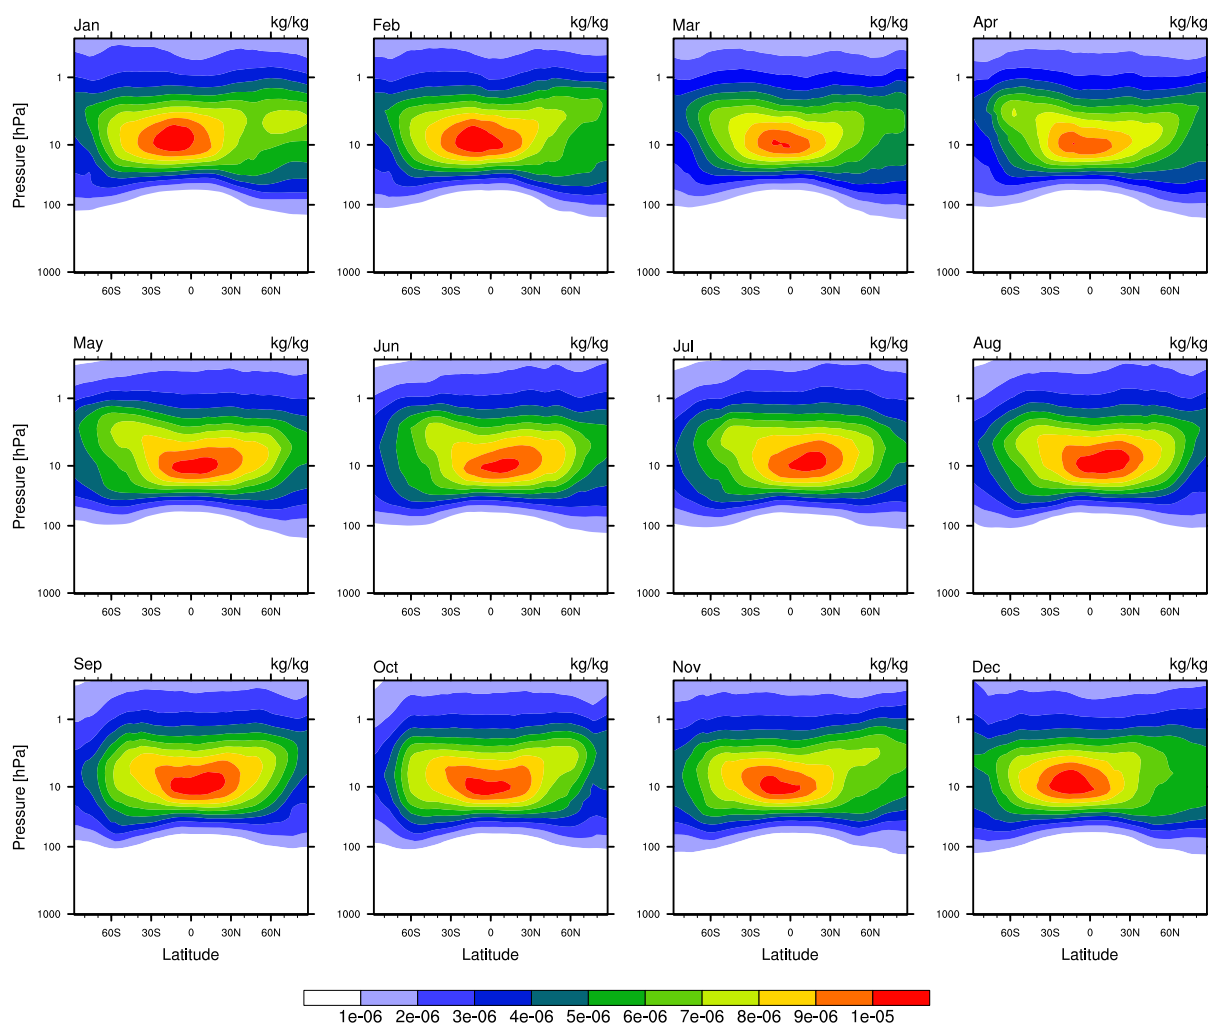 Jan kg/kg Feb kg/kg Mar kg/kg Apr kg/kg
Pressure [hPa]
1 1 1 1
10 10 10 10
100 100 100 100
1000 1000 1000 1000
60S 30S 0 30N 60N 60S 30S 0 30N 60N 60S 30S 0 30N 60N 60S 30S 0 30N 60N
May kg/kg Jun kg/kg Jul kg/kg Aug kg/kg
Pressure [hPa]
1 1 1 1
10 10 10 10
100 100 100 100
1000 1000 1000 1000
60S 30S 0 30N 60N 60S 30S 0 30N 60N 60S 30S 0 30N 60N 60S 30S 0 30N 60N
Sep kg/kg Oct kg/kg Nov kg/kg Dec kg/kg
Pressure [hPa]
1 1 1 1
10 10 10 10
100 100 100 100
1000 1000 1000 1000
60S 30S 0 30N 60N 60S 30S 0 30N 60N 60S 30S 0 30N 60N 60S 30S 0 30N 60N
Latitude Latitude Latitude Latitude
1e-06 2e-06 3e-06 4e-06 5e-06 6e-06 7e-06 8e-06 9e-06 1e-05